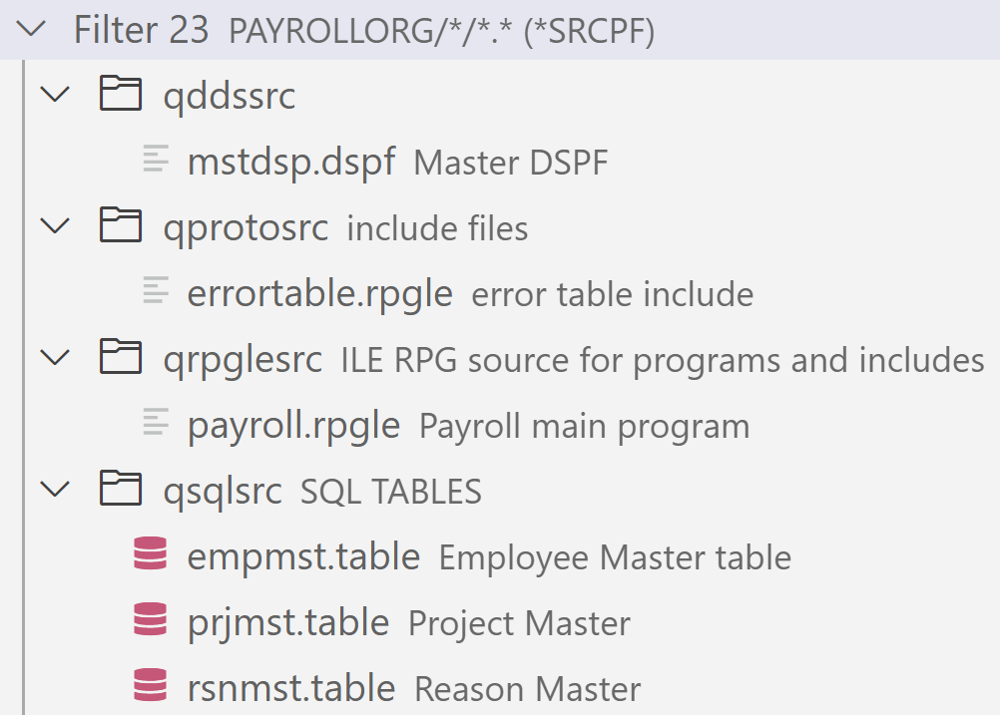 Filter 23 PAYROLLORG/*/*.* (*SRCPF)
qddssrc
mstdsp.dspf Master DSPF
qprotosrc include files
errortable.rpgle error table include
qrpglesrc ILE RPG source for programs and includes
payroll.rpgle Payroll main program
qsqlsrc SQL TABLES
empmst.table Employee Master table
prjmst.table Project Master
rsnmst.table Reason Master